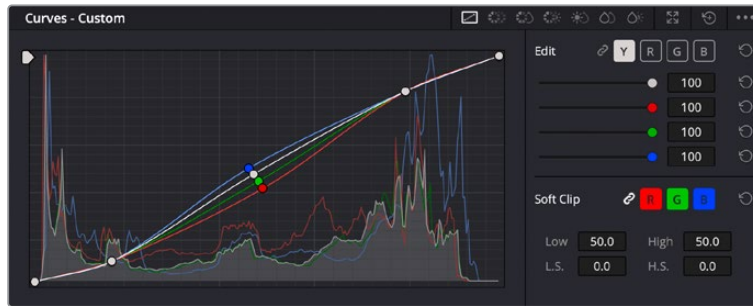 Curves - Custom
Edit Y R G B
100
100
100
100
Soft Clip R G B
Low 50.0 High 50.0
L.S. 0.0 H.S. 0.0